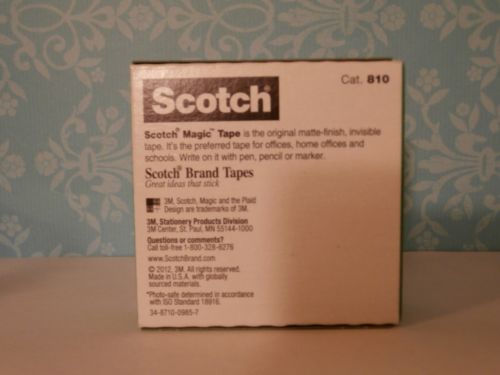 Scotch®
Cat. 810
Scotch® Magic™ Tape is the original matte-finish, invisible
tape. It's the preferred tape for offices, home offices and
schools. Write on it with pen, pencil or marker.
Scotch® Brand Tapes
Great ideas that stick
3M, Scotch, Magic and the Plaid
Design are trademarks of 3M.
3M, Stationery Products Division
3M Center, St. Paul, MN 55144-1000
Questions or comments?
Call toll-free 1-800-328-6276
www.ScotchBrand.com
© 2012, 3M. All rights reserved.
Made in U.S.A. with globally
sourced materials.
*Photo-safe determined in accordance
with ISO Standard 18916.
34-8710-0985-7